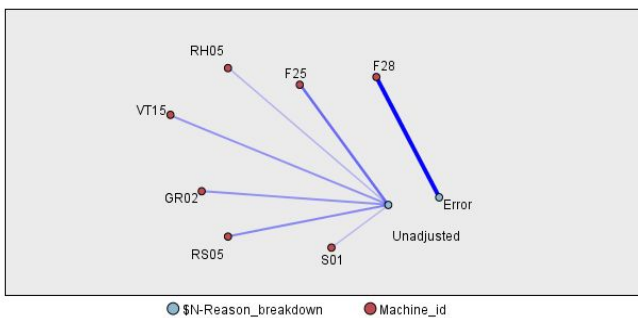 RH05
F25
F28
VT15
GR02
Error
Unadjusted
RS05
S01
$N-Reason_breakdown Machine_id